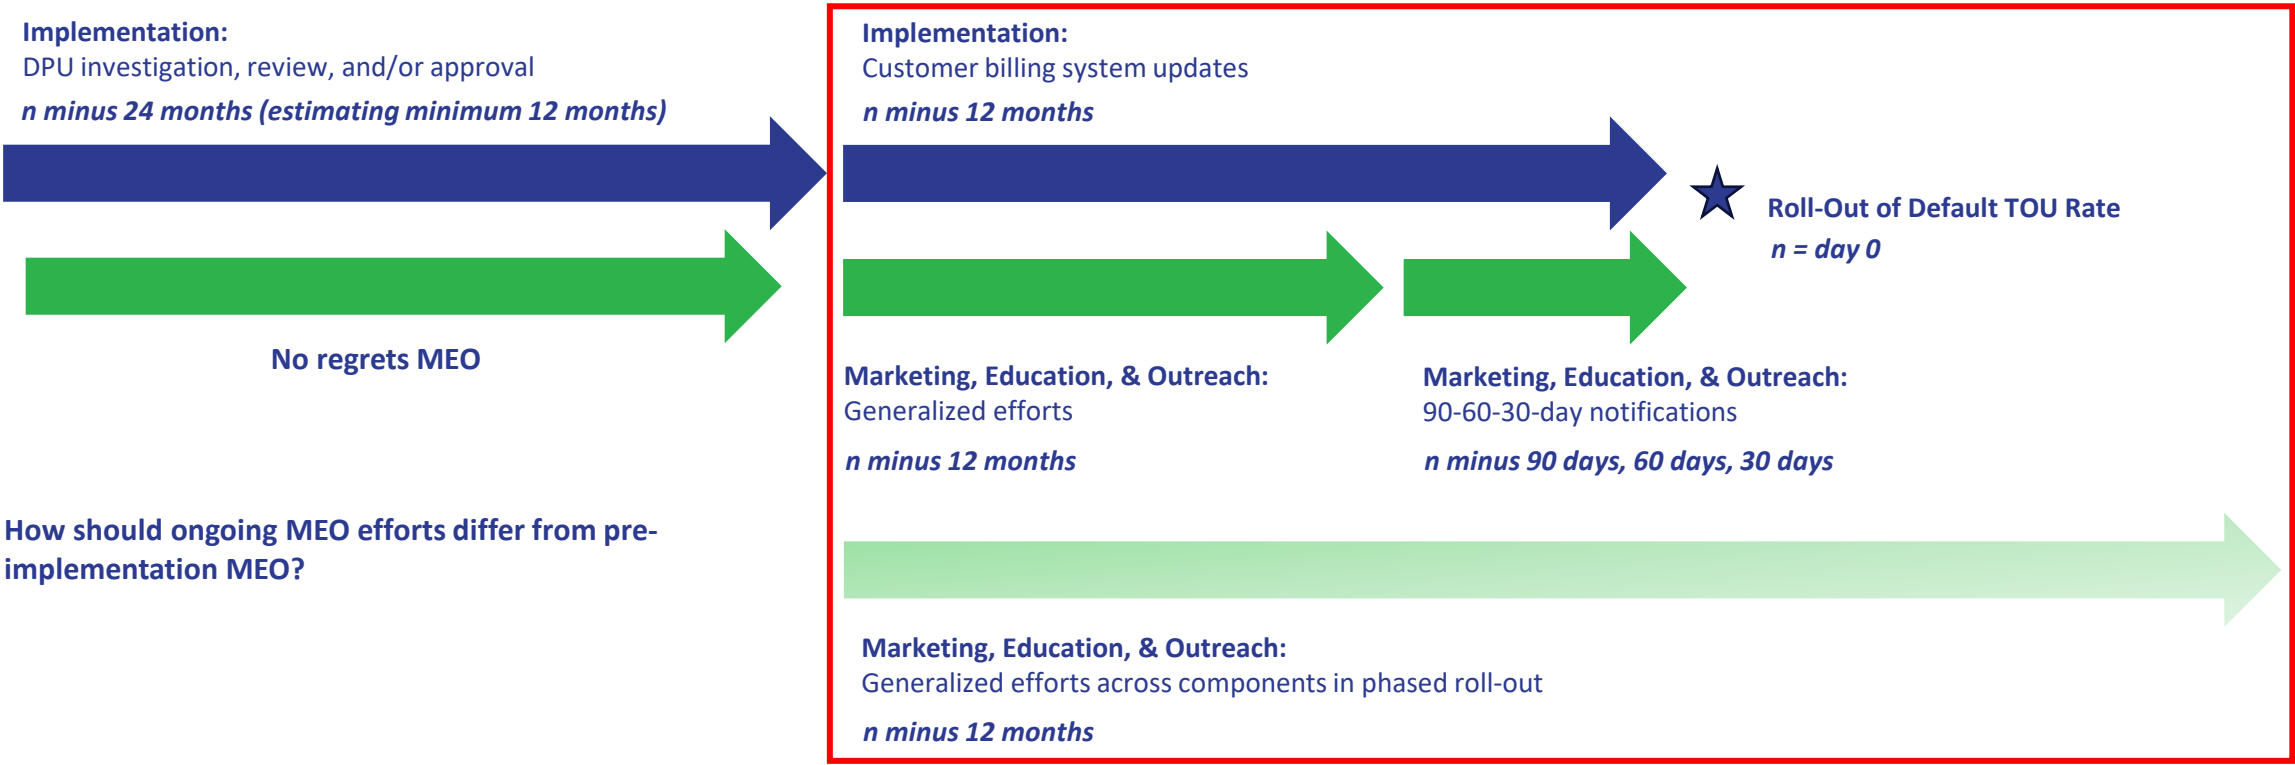 Implementation:
DPU investigation, review, and/or approval
n minus 24 months (estimating minimum 12 months)
No regrets MEO
How should ongoing MEO efforts differ from pre-
implementation MEO?
Implementation:
Customer billing system updates
n minus 12 months
Roll-Out of Default TOU Rate
n = day 0
Marketing, Education, & Outreach:
Generalized efforts
n minus 12 months
Marketing, Education, & Outreach:
90-60-30-day notifications
n minus 90 days, 60 days, 30 days
Marketing, Education, & Outreach:
Generalized efforts across components in phased roll-out
n minus 12 months